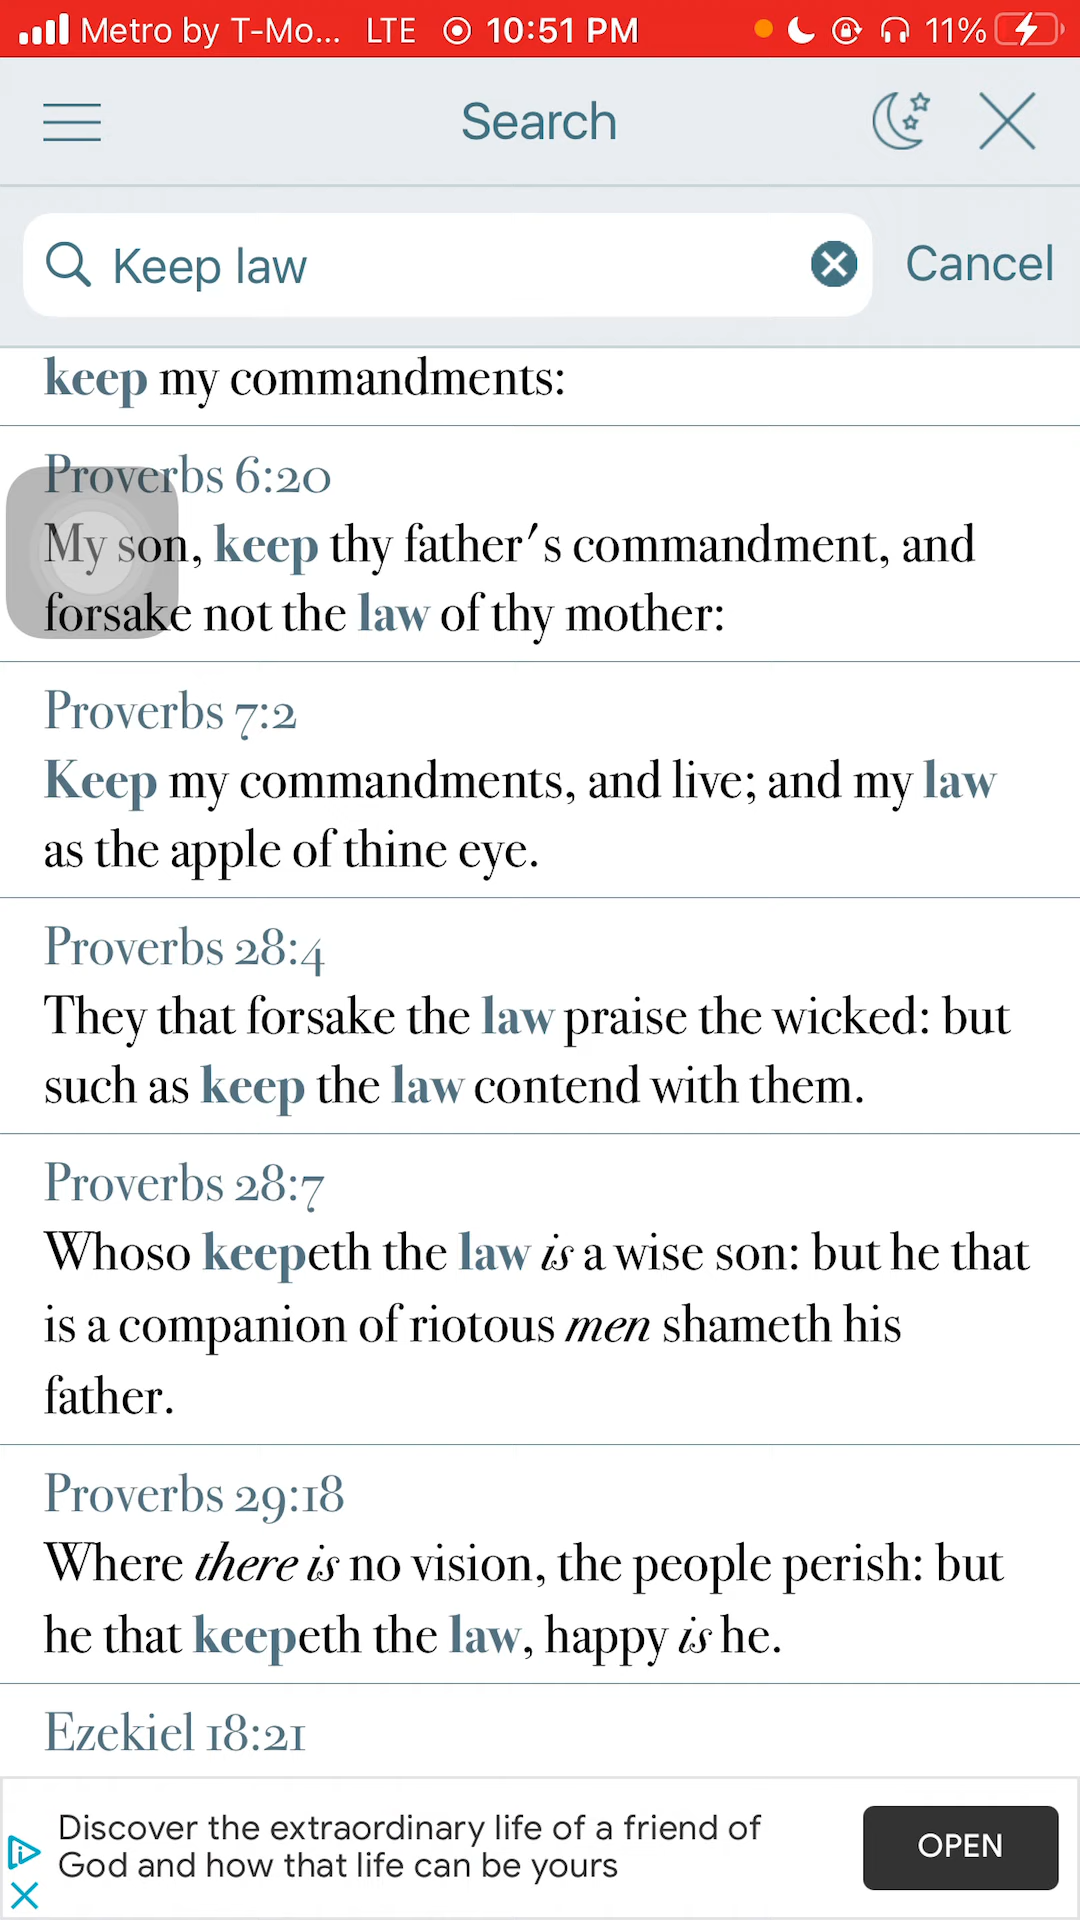 Metro by T-Mo... LTE 10:51 PM 11%
Search
Keep law
Cancel
keep my commandments:
Proverbs 6:20
My son, keep thy father's commandment, and
forsake not the law of thy mother:
Proverbs 7:2
Keep my commandments, and live; and my law
as the apple of thine eye.
Proverbs 28:4
They that forsake the law praise the wicked: but
such as keep the law contend with them.
Proverbs 28:7
Whoso keepeth the law is a wise son: but he that
is a companion of riotous men shameth his
father.
Proverbs 29:18
Where there is no vision, the people perish: but
he that keepeth the law, happy is he.
Ezekiel 18:21
Discover the extraordinary life of a friend of
God and how that life can be yours
OPEN